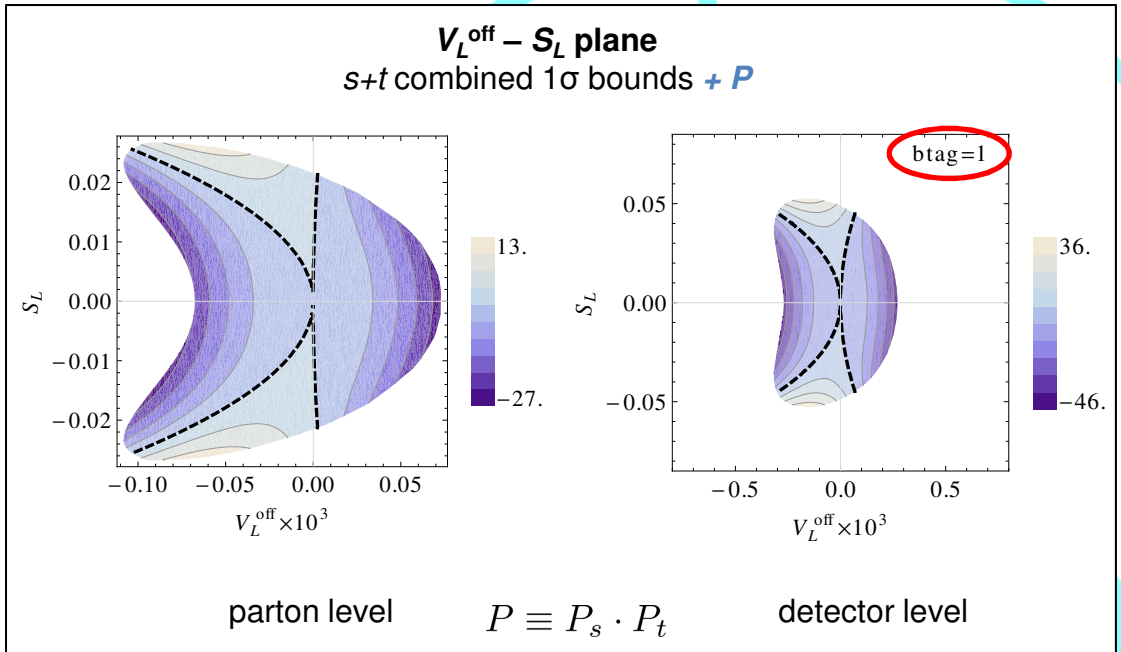 V_L^off – S_L plane
s+t combined 1σ bounds + P
0.02
0.01
0.00
−0.01
−0.02
S_L
−0.10 −0.05 0.00 0.05
V_L^off ×10^3
13.
−27.
btag=1
0.05
0.00
−0.05
S_L
−0.5 0.0 0.5
V_L^off ×10^3
36.
−46.
parton level
P ≡ P_s · P_t
detector level